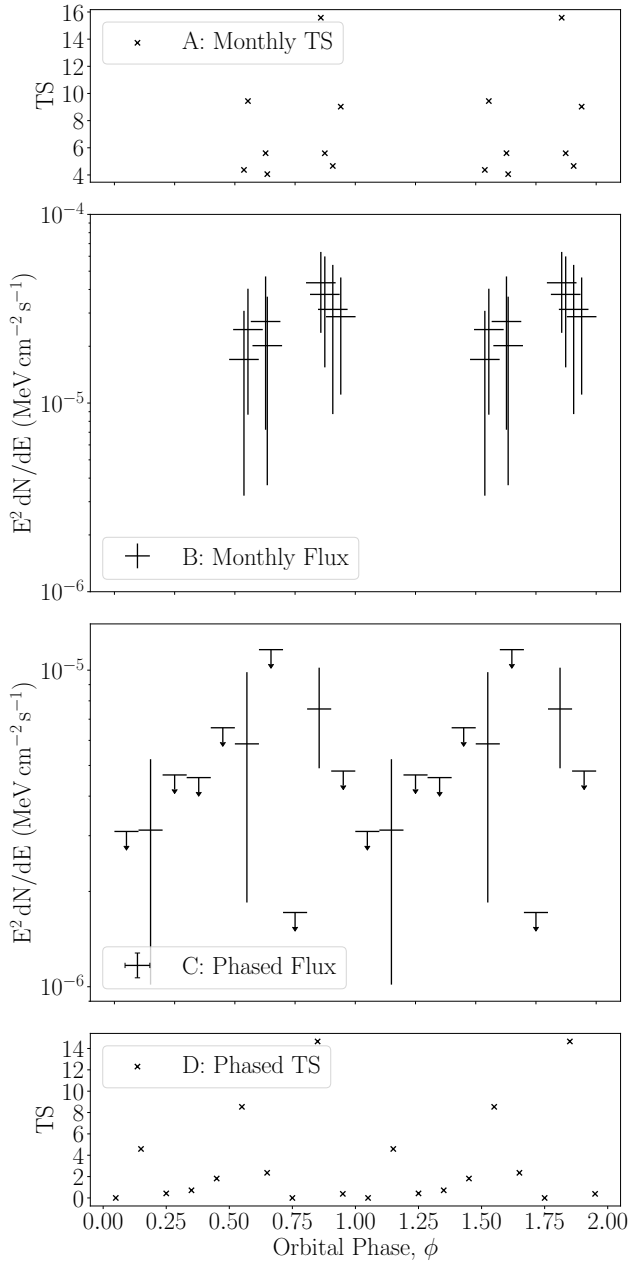 16
14
12
10
8
6
4
TS
A: Monthly TS
10⁻⁴
10⁻⁵
10⁻⁶
E² dN/dE (MeV cm⁻² s⁻¹)
B: Monthly Flux
10⁻⁵
10⁻⁶
E² dN/dE (MeV cm⁻² s⁻¹)
C: Phased Flux
14
12
10
8
6
4
2
0
TS
D: Phased TS
0.00 0.25 0.50 0.75 1.00 1.25 1.50 1.75 2.00
Orbital Phase, ϕ